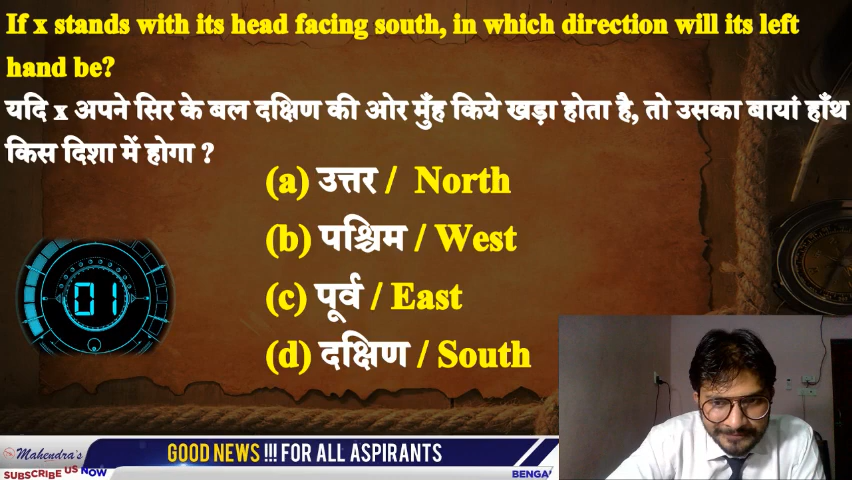 If x stands with its head facing south, in which direction will its left
hand be?
यदि x अपने सिर के बल दक्षिण की ओर मुँह किये खड़ा होता है, तो उसका बायां हाँथ
किस दिशा में होगा ?
(a) उत्तर / North
(b) पश्चिम / West
(c) पूर्व / East
(d) दक्षिण / South
01
Mahendra's
SUBSCRIBE US NOW
GOOD NEWS !!! FOR ALL ASPIRANTS
BENGA